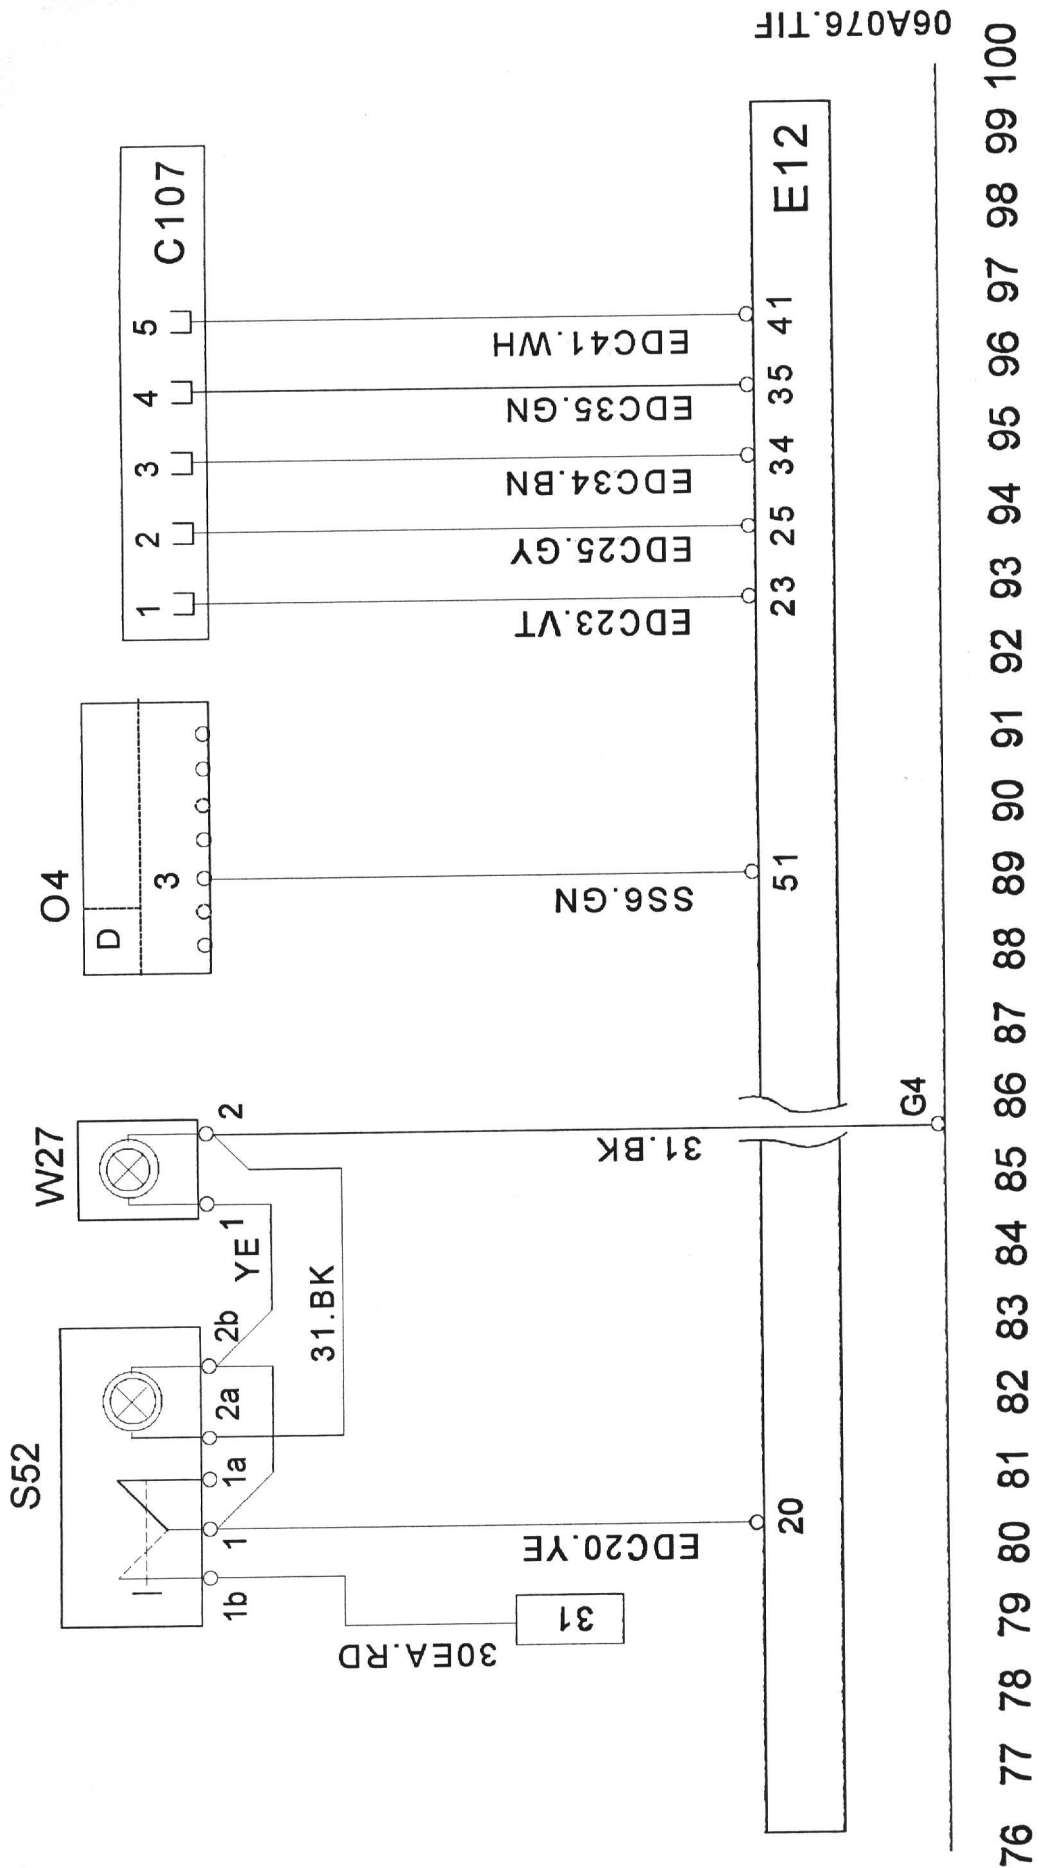 S52
W27
O4
D
3
1 2 3 4 5 C107
1b 1 1a 2a 2b
1 2
YE
31.BK
30EA.RD
31
EDC20.YE
31.BK
SS6.GN
EDC23.VT
EDC25.GY
EDC34.BN
EDC35.GN
EDC41.WH
20 51 23 25 34 35 41 E12
G4
76 77 78 79 80 81 82 83 84 85 86 87 88 89 90 91 92 93 94 95 96 97 98 99 100
06A076.TIF